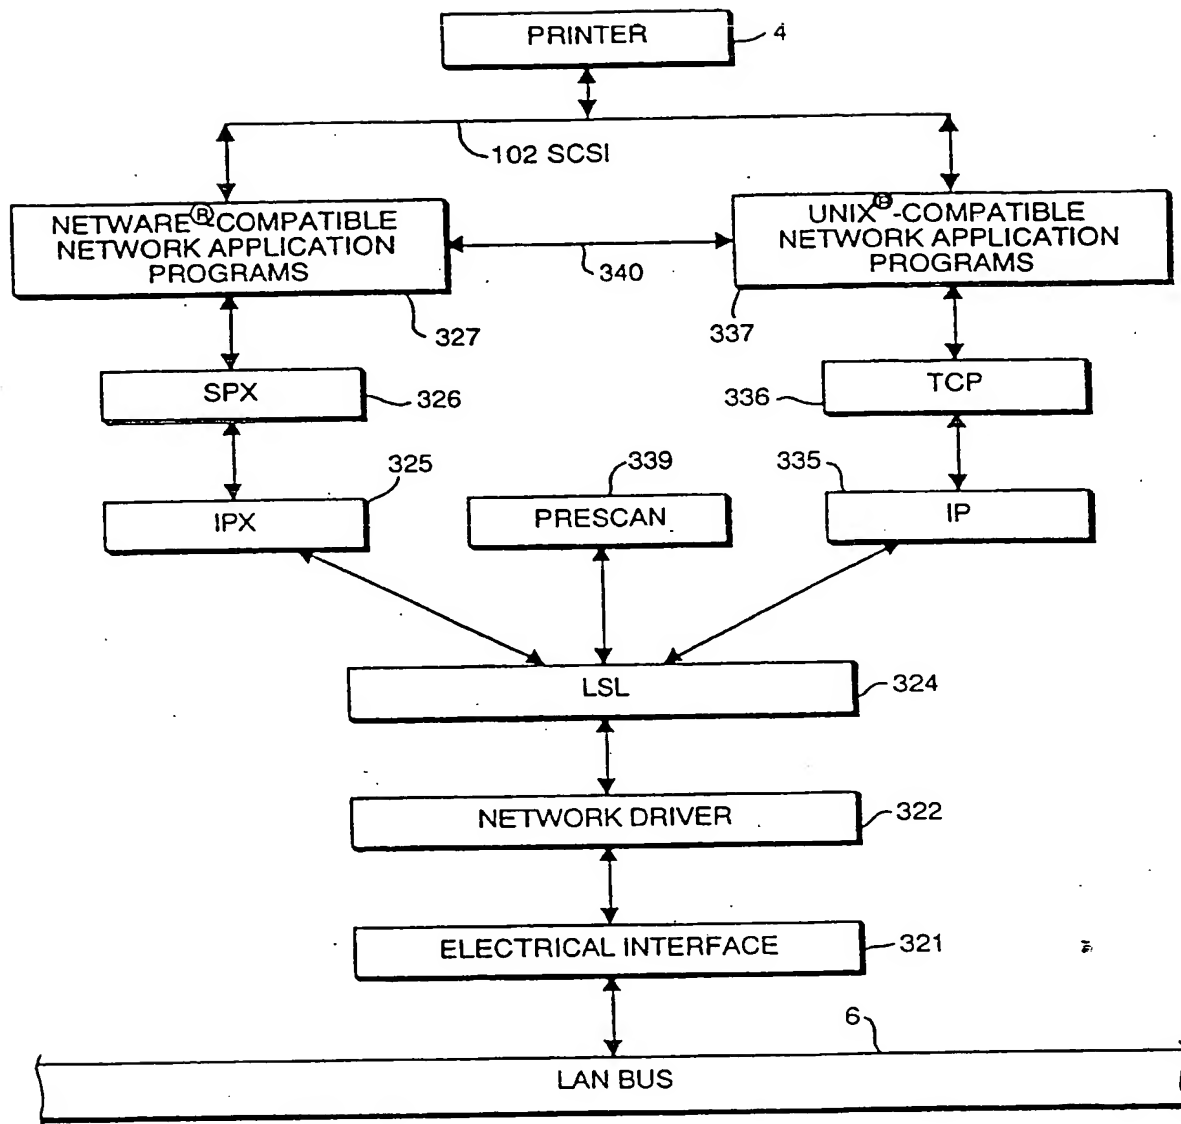 PRINTER
4
102 SCSI
NETWARE®-COMPATIBLE
NETWORK APPLICATION
PROGRAMS
UNIX®-COMPATIBLE
NETWORK APPLICATION
PROGRAMS
340
327
337
SPX
326
TCP
336
325
339
335
IPX
PRESCAN
IP
LSL
324
NETWORK DRIVER
322
ELECTRICAL INTERFACE
321
6
LAN BUS